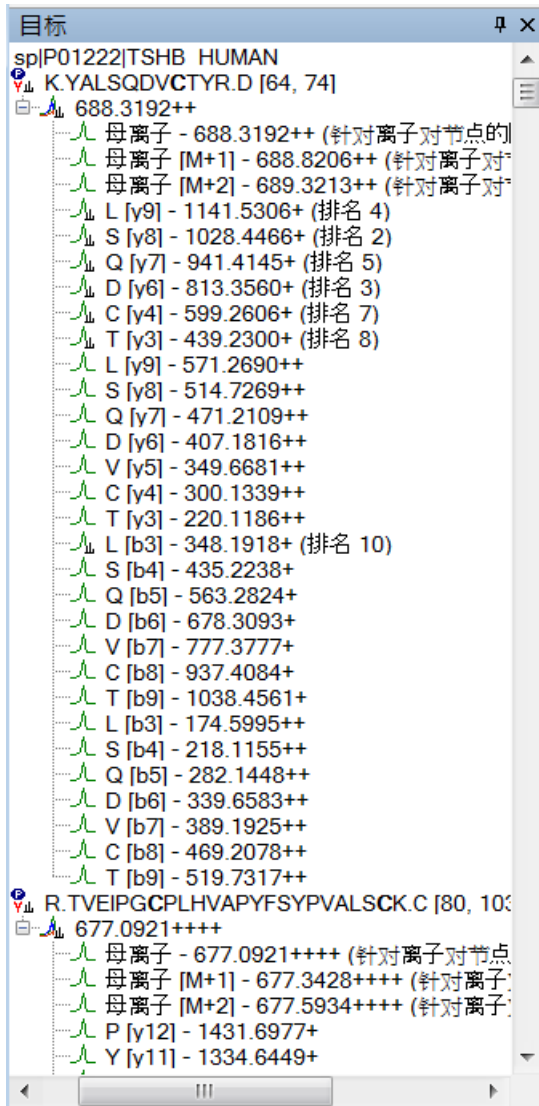 目标
sp|P01222|TSHB_HUMAN
K.YALSQDVCTYR.D [64, 74]
688.3192++
母离子 - 688.3192++ (针对离子对节点的
母离子 [M+1] - 688.8206++ (针对离子对
母离子 [M+2] - 689.3213++ (针对离子对
L [y9] - 1141.5306+ (排名 4)
S [y8] - 1028.4466+ (排名 2)
Q [y7] - 941.4145+ (排名 5)
D [y6] - 813.3560+ (排名 3)
C [y4] - 599.2606+ (排名 7)
T [y3] - 439.2300+ (排名 8)
L [y9] - 571.2690++
S [y8] - 514.7269++
Q [y7] - 471.2109++
D [y6] - 407.1816++
V [y5] - 349.6681++
C [y4] - 300.1339++
T [y3] - 220.1186++
L [b3] - 348.1918+ (排名 10)
S [b4] - 435.2238+
Q [b5] - 563.2824+
D [b6] - 678.3093+
V [b7] - 777.3777+
C [b8] - 937.4084+
T [b9] - 1038.4561+
L [b3] - 174.5995++
S [b4] - 218.1155++
Q [b5] - 282.1448++
D [b6] - 339.6583++
V [b7] - 389.1925++
C [b8] - 469.2078++
T [b9] - 519.7317++
R.TVEIPGCPLHVAPYFSYPVALSCK.C [80, 103
677.0921++++
母离子 - 677.0921++++ (针对离子对节点
母离子 [M+1] - 677.3428++++ (针对离子
母离子 [M+2] - 677.5934++++ (针对离子
P [y12] - 1431.6977+
Y [y11] - 1334.6449+